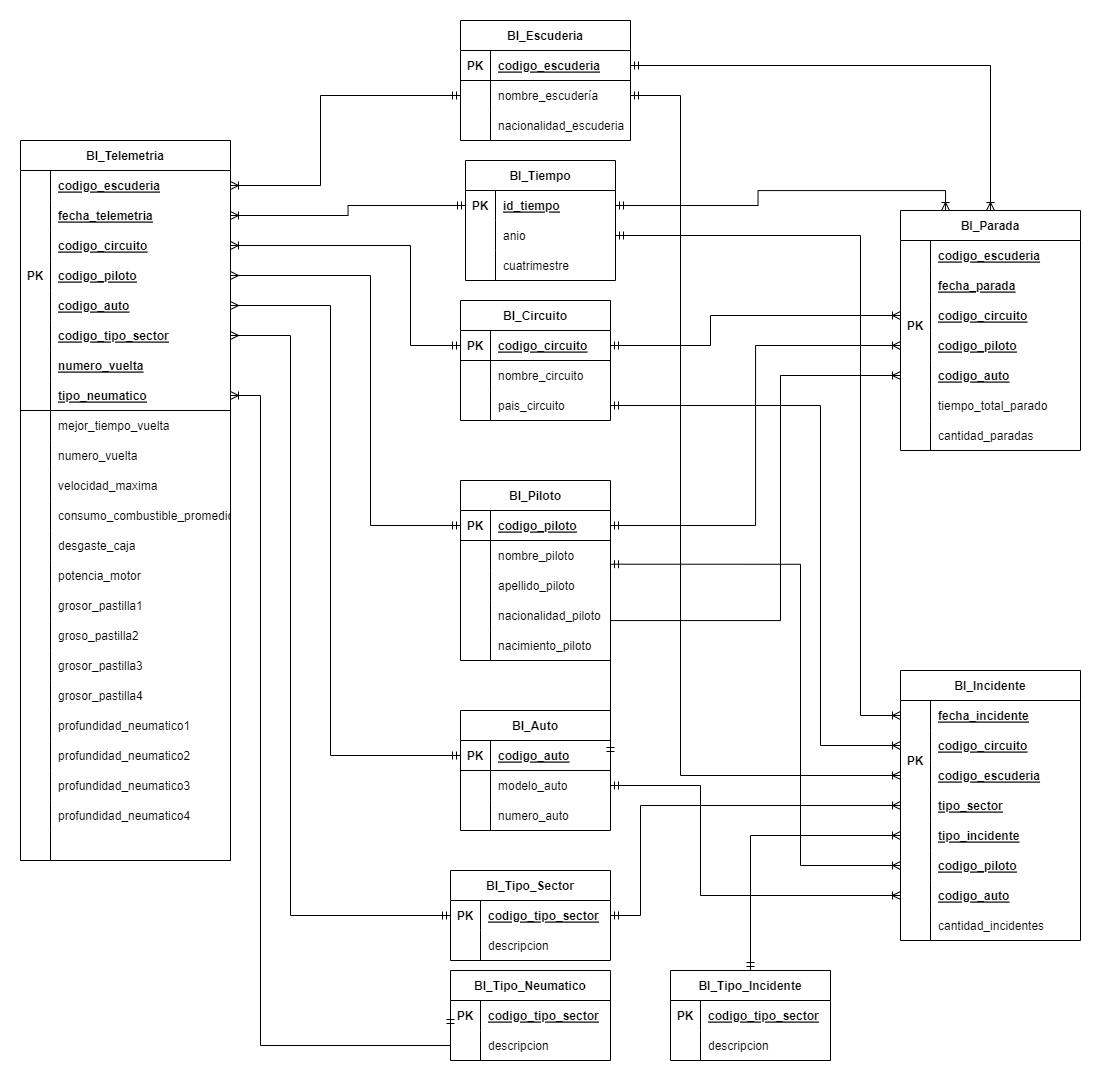 BI_Escuderia
PK codigo_escuderia
nombre_escudería
nacionalidad_escuderia
BI_Telemetria
codigo_escuderia
fecha_telemetria
codigo_circuito
PK codigo_piloto
codigo_auto
codigo_tipo_sector
numero_vuelta
tipo_neumatico
mejor_tiempo_vuelta
numero_vuelta
velocidad_maxima
consumo_combustible_promedio
desgaste_caja
potencia_motor
grosor_pastilla1
groso_pastilla2
grosor_pastilla3
grosor_pastilla4
profundidad_neumatico1
profundidad_neumatico2
profundidad_neumatico3
profundidad_neumatico4
BI_Tiempo
PK id_tiempo
anio
cuatrimestre
BI_Circuito
PK codigo_circuito
nombre_circuito
pais_circuito
BI_Piloto
PK codigo_piloto
nombre_piloto
apellido_piloto
nacionalidad_piloto
nacimiento_piloto
BI_Auto
PK codigo_auto
modelo_auto
numero_auto
BI_Tipo_Sector
PK codigo_tipo_sector
descripcion
BI_Tipo_Neumatico
PK codigo_tipo_sector
descripcion
BI_Parada
codigo_escuderia
fecha_parada
PK codigo_circuito
codigo_piloto
codigo_auto
tiempo_total_parado
cantidad_paradas
BI_Incidente
fecha_incidente
codigo_circuito
PK codigo_escuderia
tipo_sector
tipo_incidente
codigo_piloto
codigo_auto
cantidad_incidentes
BI_Tipo_Incidente
PK codigo_tipo_sector
descripcion